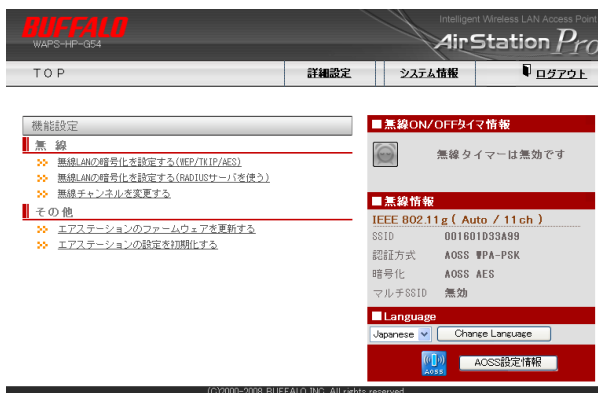 BUFFALO
WAPS-HP-G54
Intelligent Wireless LAN Access Point
AirStation Pro
TOP
詳細設定
システム情報
ログアウト
機能設定
無 線
無線LANの暗号化を設定する(WEP/TKIP/AES)
無線LANの暗号化を設定する(RADIUSサーバを使う)
無線チャンネルを変更する
その他
エアステーションのファームウェアを更新する
エアステーションの設定を初期化する
■無線ON/OFFタイマ情報
無線タイマーは無効です
■無線情報
IEEE 802.11g ( Auto / 11ch )
SSID 001601D33A99
認証方式 AOSS WPA-PSK
暗号化 AOSS AES
マルチSSID 無効
■Language
Japanese Change Language
AOSS AOSS設定情報
(C)2000-2008 BUFFALO INC. All rights reserved.